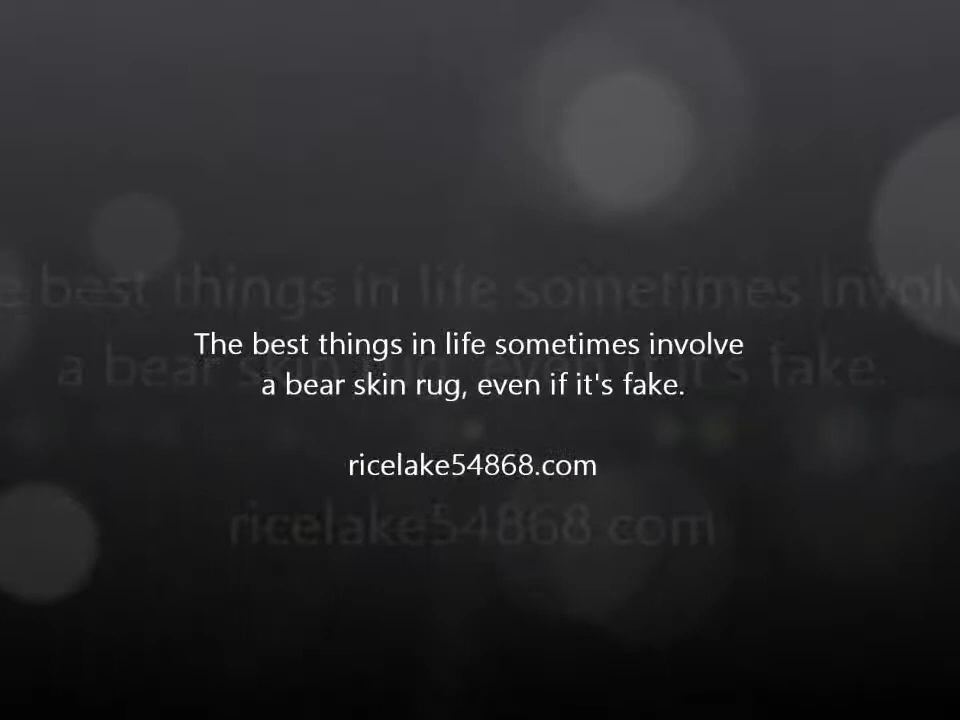 The best things in life sometimes involve
a bear skin rug, even if it's fake.
ricelake54868.com